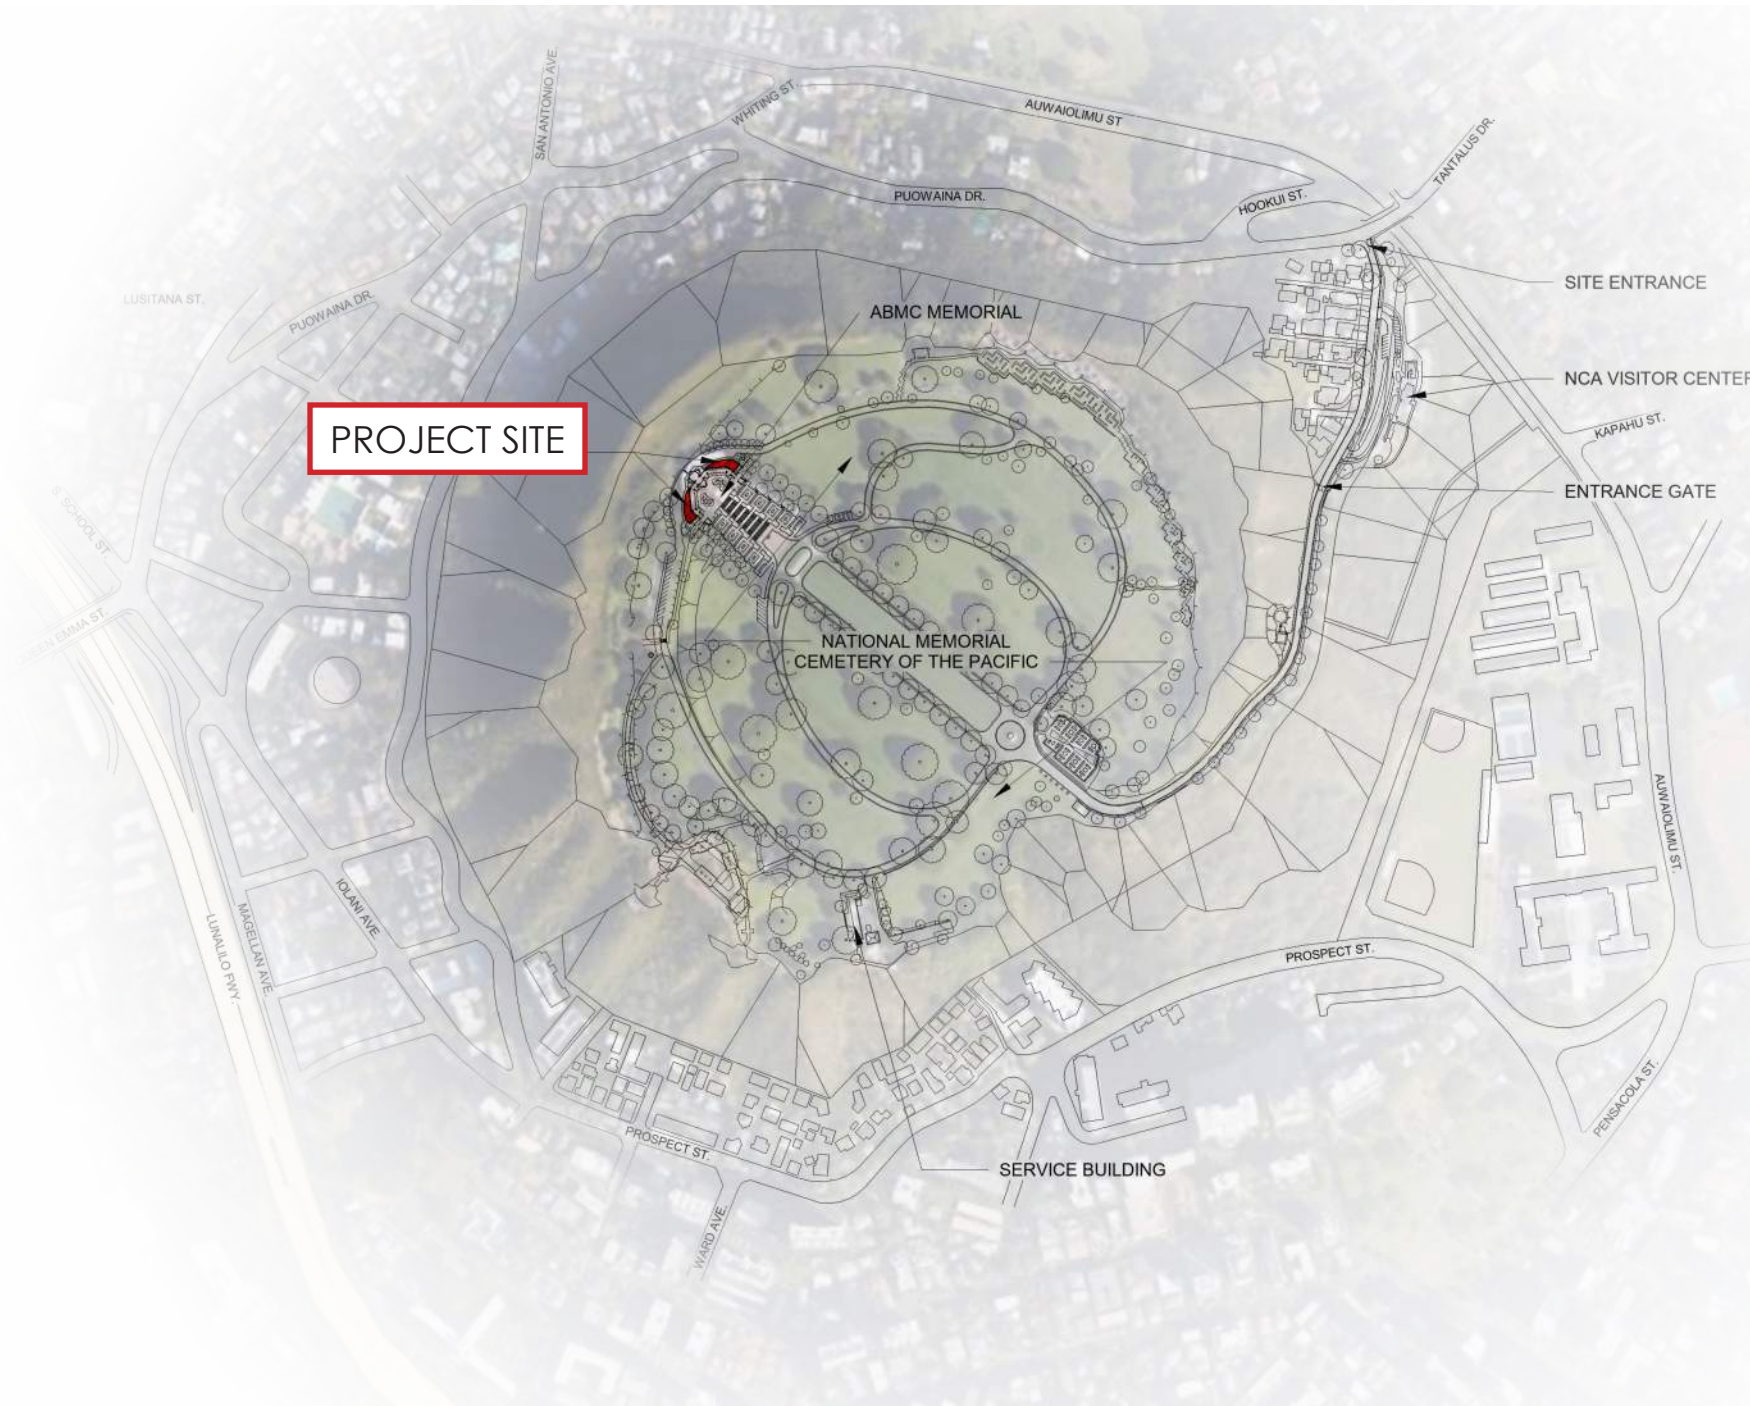 SAN ANTONIO AVE.
WHITING ST.
AUWAIOLIMU ST
TANTALUS DR.
PUOWAINA DR.
HOOKUI ST.
SITE ENTRANCE
LUSITANA ST.
PUOWAINA DR.
ABMC MEMORIAL
NCA VISITOR CENTER
KAPAHU ST.
PROJECT SITE
ENTRANCE GATE
S. SCHOOL ST.
QUEEN EMMA ST.
NATIONAL MEMORIAL
CEMETERY OF THE PACIFIC
AUWAIOLIMU ST.
IOLANI AVE.
MAGELLAN AVE.
LUNALILO FWY.
PROSPECT ST.
PENSACOLA ST.
PROSPECT ST.
SERVICE BUILDING
WARD AVE.